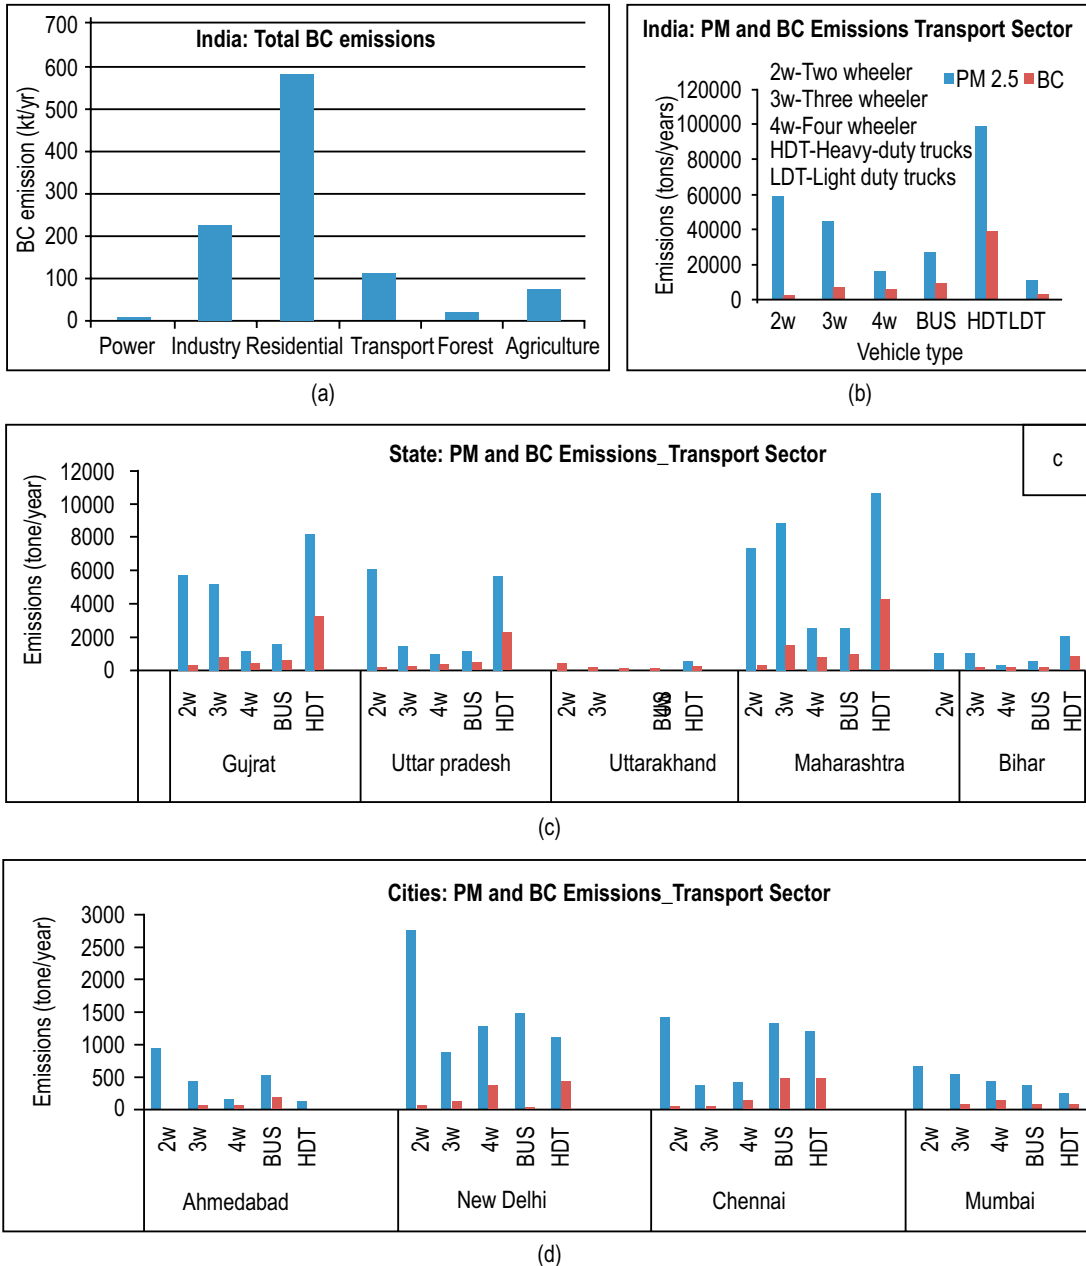 India: Total BC emissions
BC emission (kt/yr)
700
600
500
400
300
200
100
0
Power Industry Residential Transport Forest Agriculture
(a)
India: PM and BC Emissions Transport Sector
2w-Two wheeler
3w-Three wheeler
4w-Four wheeler
HDT-Heavy-duty trucks
LDT-Light duty trucks
PM 2.5 BC
Emissions (tons/years)
120000
100000
80000
60000
40000
20000
0
2w 3w 4w BUS HDT LDT
Vehicle type
(b)
State: PM and BC Emissions_Transport Sector
c
Emissions (tone/year)
12000
10000
8000
6000
4000
2000
0
2w 3w 4w BUS HDT 2w 3w 4w BUS HDT 2w 3w 4w BUS HDT 2w 3w 4w BUS HDT 2w 3w 4w BUS HDT
Gujrat Uttar pradesh Uttarakhand Maharashtra Bihar
(c)
Cities: PM and BC Emissions_Transport Sector
Emissions (tone/year)
3000
2500
2000
1500
1000
500
0
2w 3w 4w BUS HDT 2w 3w 4w BUS HDT 2w 3w 4w BUS HDT 2w 3w 4w BUS HDT
Ahmedabad New Delhi Chennai Mumbai
(d)